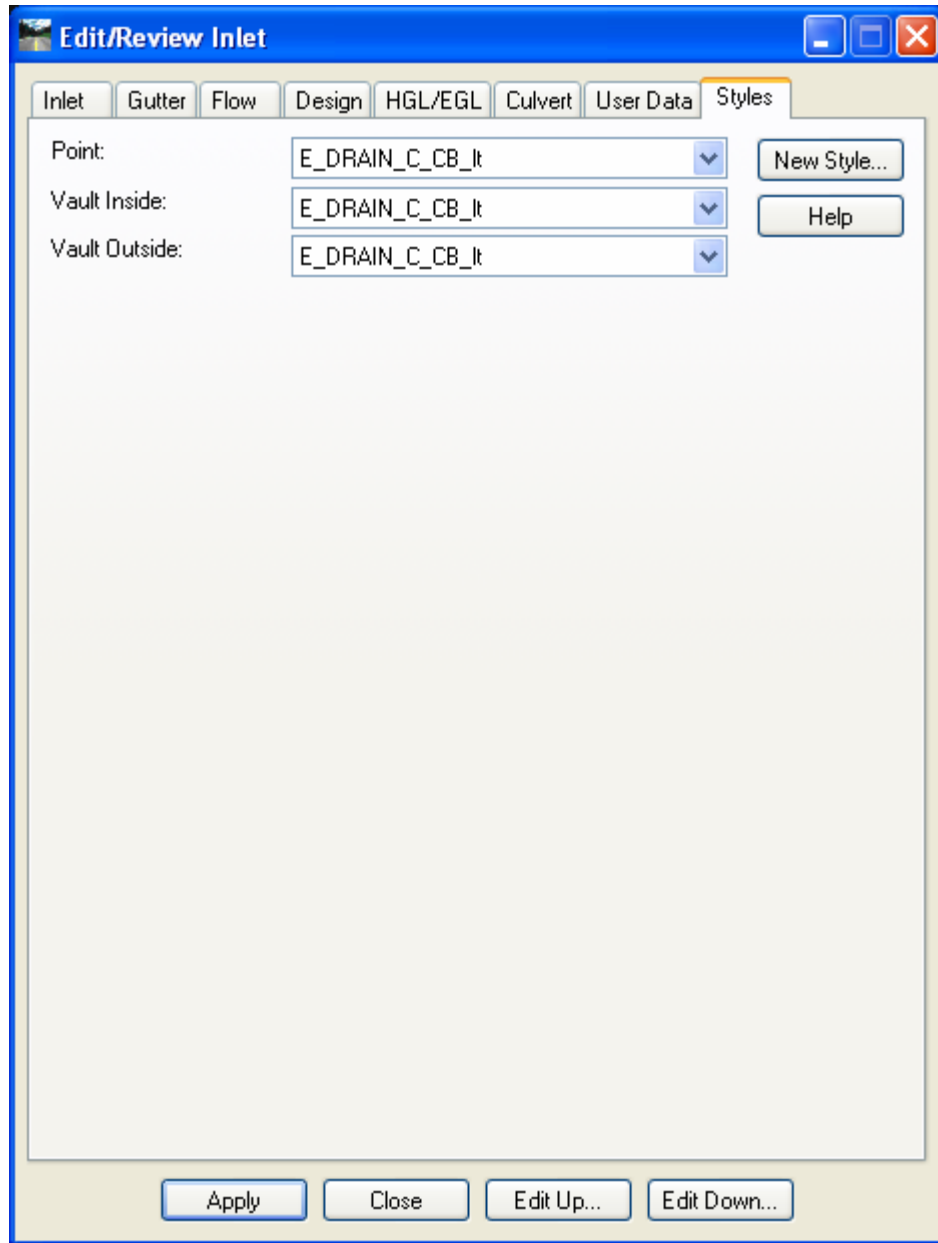 Edit/Review Inlet
Inlet Gutter Flow Design HGL/EGL Culvert User Data Styles
Point: E_DRAIN_C_CB_lt New Style...
Vault Inside: E_DRAIN_C_CB_lt Help
Vault Outside: E_DRAIN_C_CB_lt
Apply Close Edit Up... Edit Down...